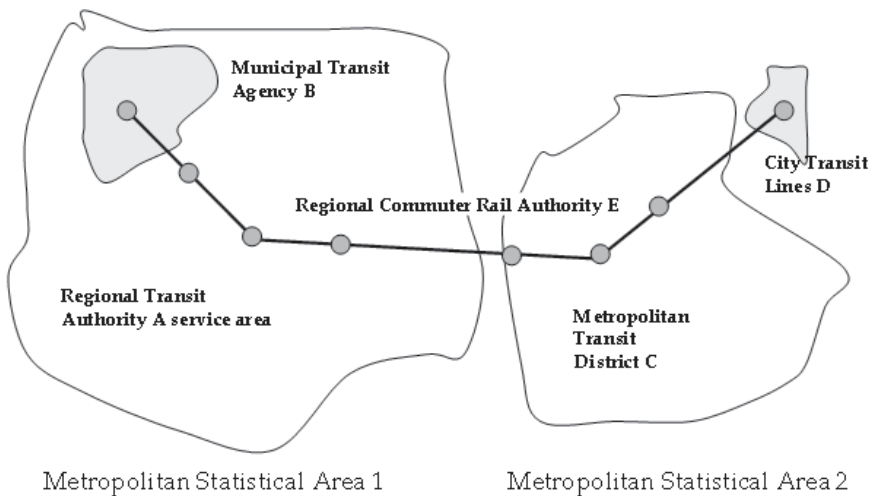 Municipal Transit
Agency B
City Transit
Lines D
Regional Commuter Rail Authority E
Regional Transit
Authority A service area
Metropolitan
Transit
District C
Metropolitan Statistical Area 1
Metropolitan Statistical Area 2